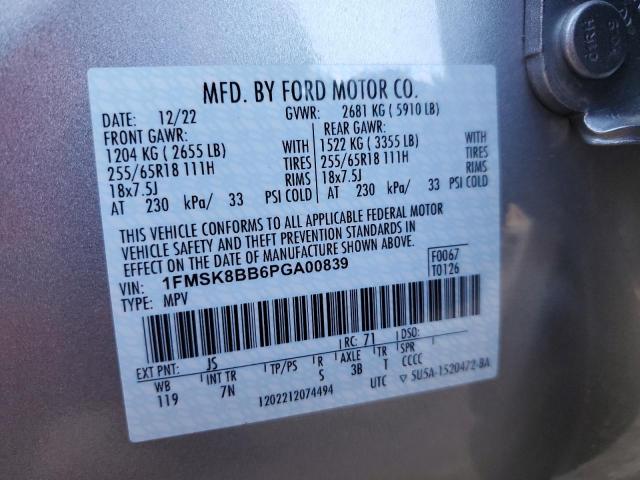 MFD. BY FORD MOTOR CO.
DATE: 12/22 GVWR: 2681 KG ( 5910 LB)
FRONT GAWR: REAR GAWR:
1204 KG ( 2655 LB) WITH 1522 KG ( 3355 LB) WITH
255/65R18 111H TIRES 255/65R18 111H TIRES
18x7.5J RIMS 18x7.5J RIMS
AT 230 kPa/ 33 PSI COLD AT 230 kPa/ 33 PSI COLD
THIS VEHICLE CONFORMS TO ALL APPLICABLE FEDERAL MOTOR
VEHICLE SAFETY AND THEFT PREVENTION STANDARDS IN
EFFECT ON THE DATE OF MANUFACTURE SHOWN ABOVE.
VIN: 1FMSK8BB6PGA00839 F0067
TYPE: MPV T0126
EXT PNT: JS RC: 71 DSO:
WB INT TR TP/PS R AXLE TR SPR
119 7N S 3B T CCCC
1202212074494 UTC ▽ 5U5A-1520472-BA